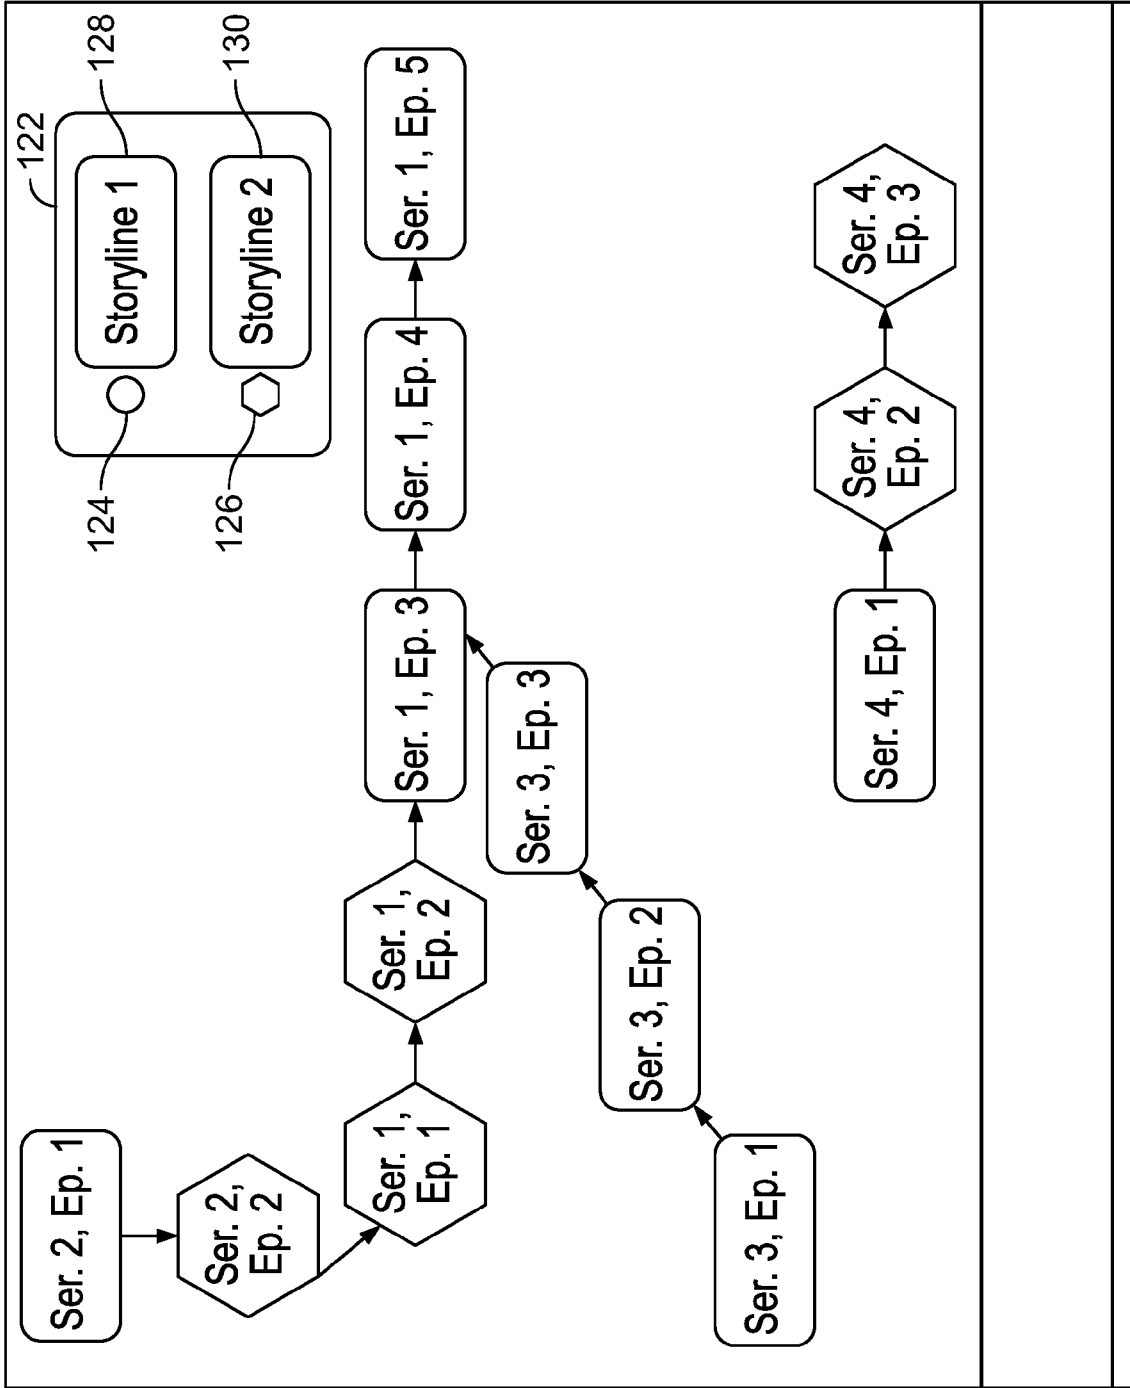 122
128
130
Storyline 1
Storyline 2
124
126
Ser. 2, Ep. 1
Ser. 2,
Ep. 2
Ser. 1,
Ep. 1
Ser. 1,
Ep. 2
Ser. 1, Ep. 3
Ser. 1, Ep. 4
Ser. 1, Ep. 5
Ser. 3, Ep. 1
Ser. 3, Ep. 2
Ser. 3, Ep. 3
Ser. 4, Ep. 1
Ser. 4,
Ep. 2
Ser. 4,
Ep. 3